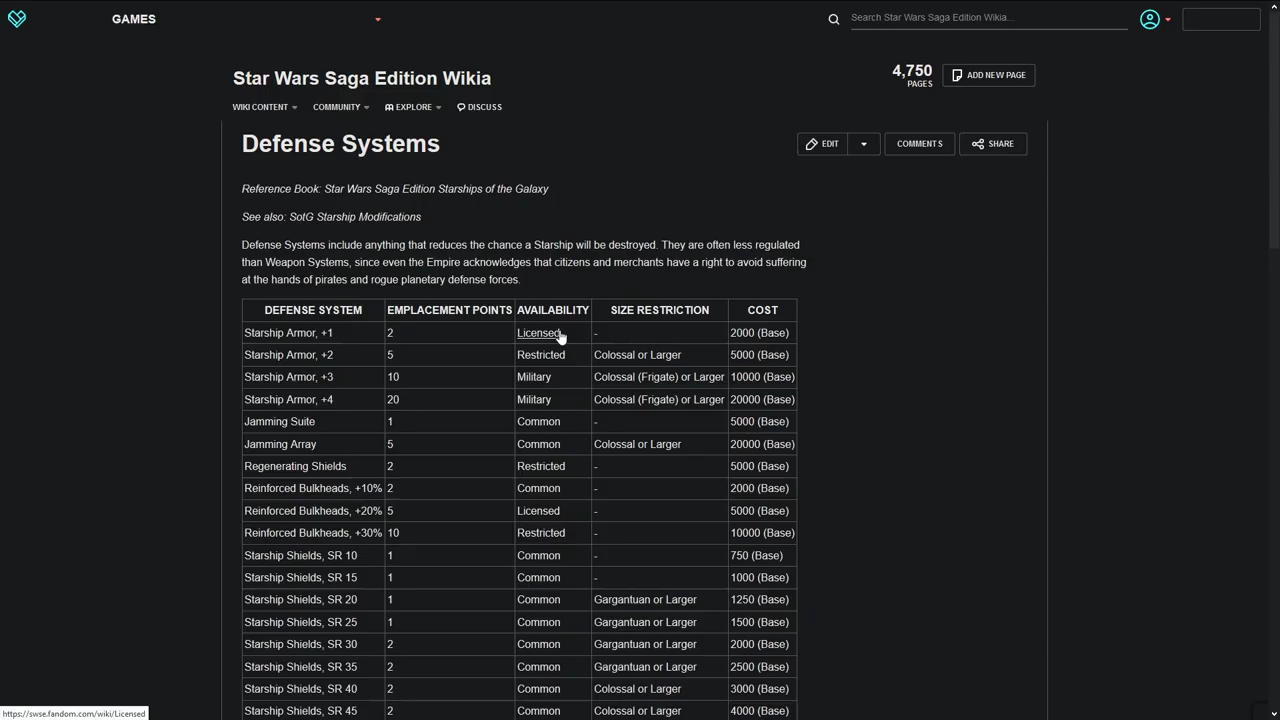 GAMES
Search Star Wars Saga Edition Wikia...
Star Wars Saga Edition Wikia
4,750
PAGES
ADD NEW PAGE
WIKI CONTENT COMMUNITY EXPLORE DISCUSS
Defense Systems
EDIT COMMENTS SHARE
Reference Book: Star Wars Saga Edition Starships of the Galaxy
See also: SotG Starship Modifications
Defense Systems include anything that reduces the chance a Starship will be destroyed. They are often less regulated
than Weapon Systems, since even the Empire acknowledges that citizens and merchants have a right to avoid suffering
at the hands of pirates and rogue planetary defense forces.
DEFENSE SYSTEM EMPLACEMENT POINTS AVAILABILITY SIZE RESTRICTION COST
Starship Armor, +1 2 Licensed - 2000 (Base)
Starship Armor, +2 5 Restricted Colossal or Larger 5000 (Base)
Starship Armor, +3 10 Military Colossal (Frigate) or Larger 10000 (Base)
Starship Armor, +4 20 Military Colossal (Frigate) or Larger 20000 (Base)
Jamming Suite 1 Common - 5000 (Base)
Jamming Array 5 Common Colossal or Larger 20000 (Base)
Regenerating Shields 2 Restricted - 5000 (Base)
Reinforced Bulkheads, +10% 2 Common - 2000 (Base)
Reinforced Bulkheads, +20% 5 Licensed - 5000 (Base)
Reinforced Bulkheads, +30% 10 Restricted - 10000 (Base)
Starship Shields, SR 10 1 Common - 750 (Base)
Starship Shields, SR 15 1 Common - 1000 (Base)
Starship Shields, SR 20 1 Common Gargantuan or Larger 1250 (Base)
Starship Shields, SR 25 1 Common Gargantuan or Larger 1500 (Base)
Starship Shields, SR 30 2 Common Gargantuan or Larger 2000 (Base)
Starship Shields, SR 35 2 Common Gargantuan or Larger 2500 (Base)
Starship Shields, SR 40 2 Common Colossal or Larger 3000 (Base)
Starship Shields, SR 45 2 Common Colossal or Larger 4000 (Base)
https://swse.fandom.com/wiki/Licensed